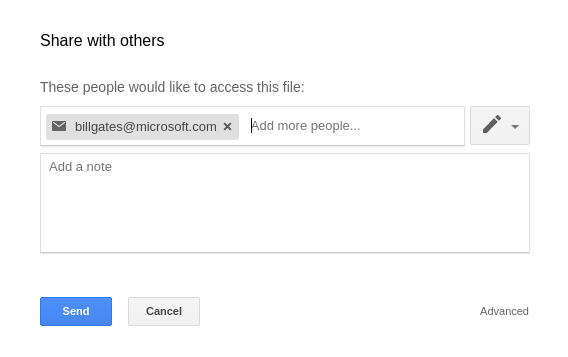 Share with others
These people would like to access this file:
billgates@microsoft.com × Add more people...
Add a note
Send Cancel Advanced